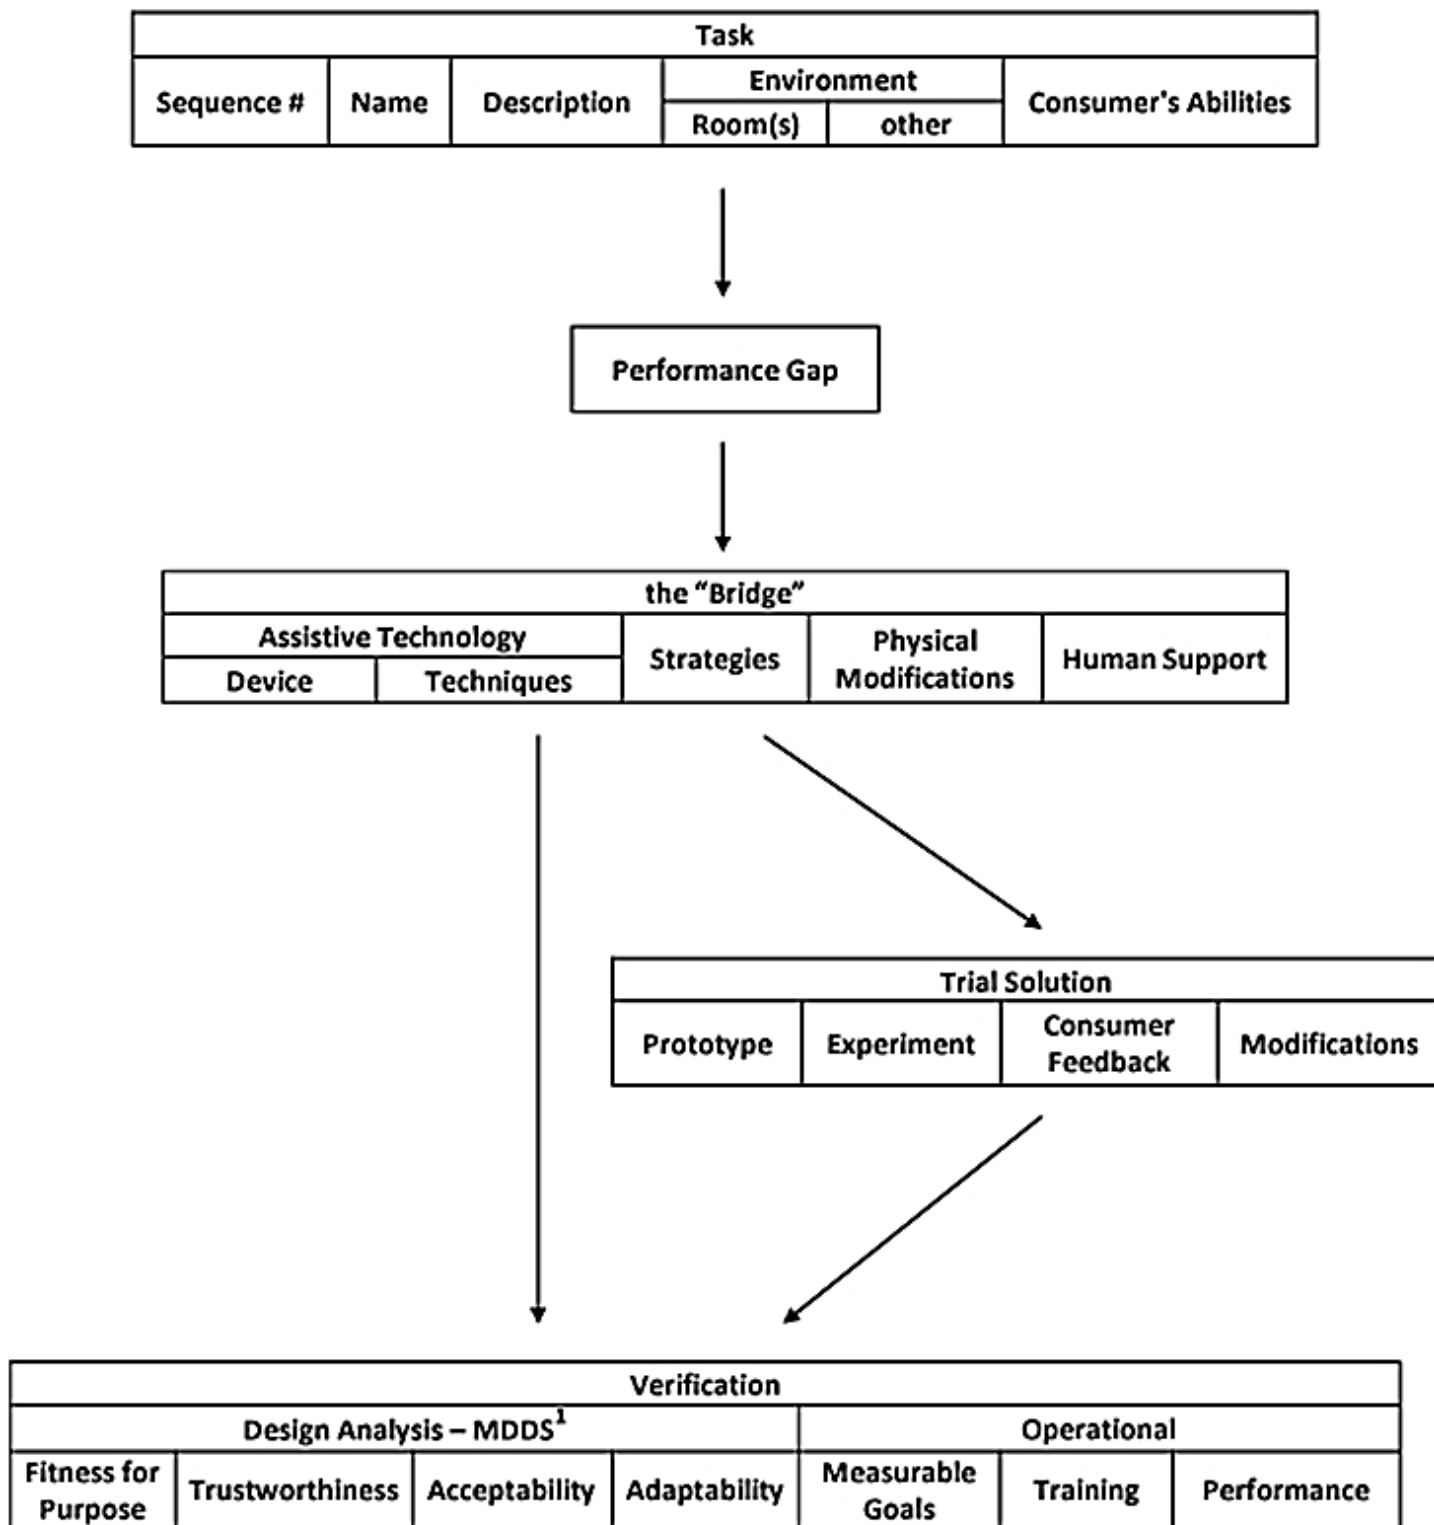 Task
Sequence # Name Description Environment Consumer's Abilities
Room(s) other
Performance Gap
the “Bridge”
Assistive Technology Strategies Physical Modifications Human Support
Device Techniques
Trial Solution
Prototype Experiment Consumer Feedback Modifications
Verification
Design Analysis – MDDS¹ Operational
Fitness for Purpose Trustworthiness Acceptability Adaptability Measurable Goals Training Performance